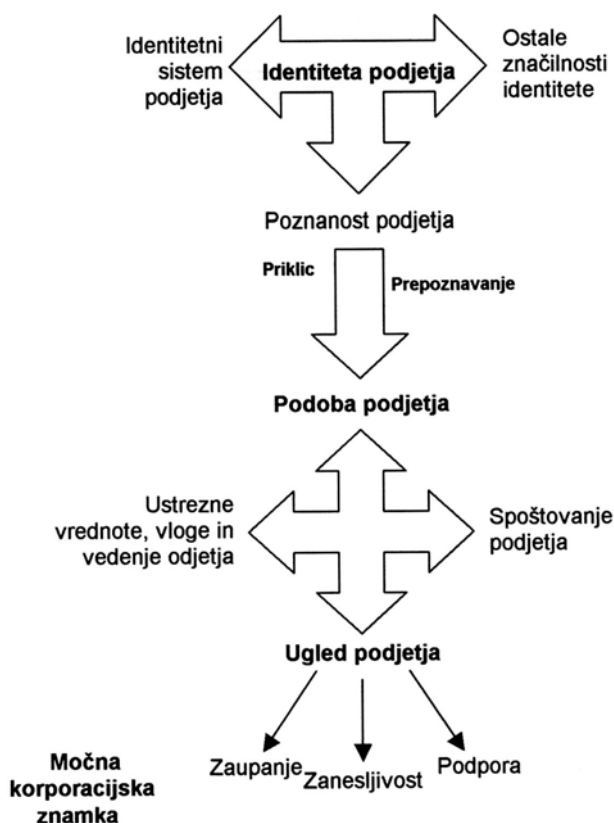 Identitetni
sistem
podjetja
Identiteta podjetja
Ostale
značilnosti
identitete
Poznanost podjetja
Priklic
Prepoznavanje
Podoba podjetja
Ustrezne
vrednote, vloge in
vedenje odjetja
Spoštovanje
podjetja
Ugled podjetja
Zaupanje
Zanesljivost
Podpora
Močna
korporacijska
znamka